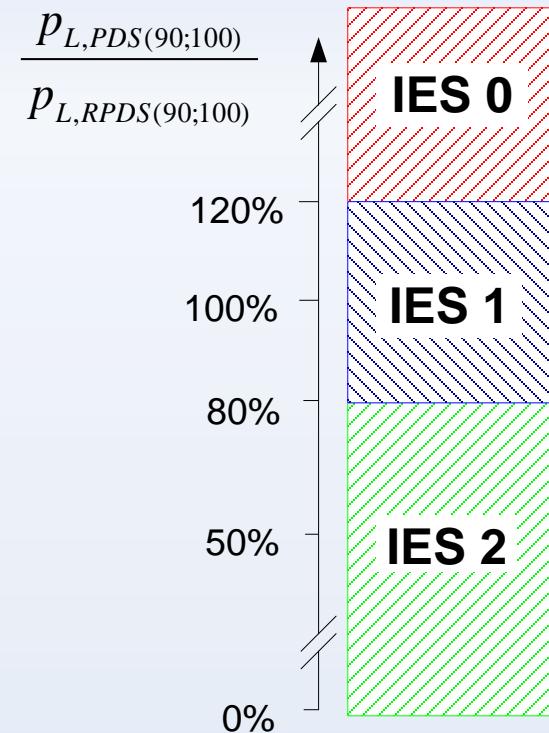 p_{L,PDS(90;100)}
p_{L,RPDS(90;100)}
IES 0
120%
100%
IES 1
80%
50%
IES 2
0%